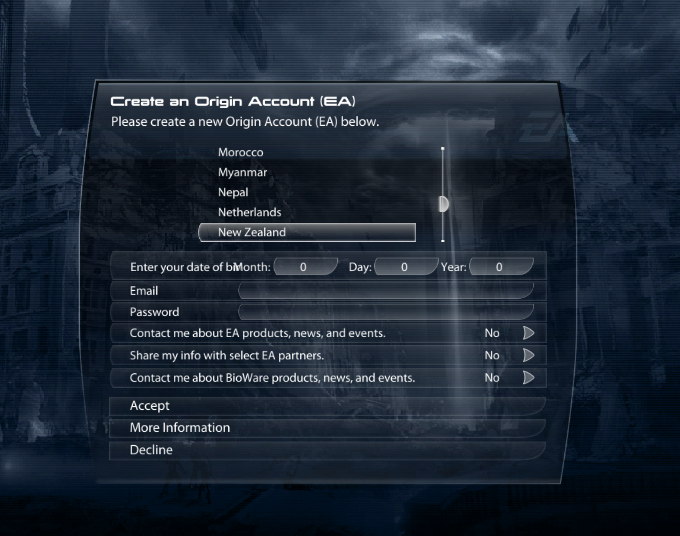 Create an Origin Account (EA)
Please create a new Origin Account (EA) below.
EA
Morocco
Myanmar
Nepal
Netherlands
New Zealand
Enter your date of bi Month: 0 Day: 0 Year: 0
Email
Password
Contact me about EA products, news, and events. No
Share my info with select EA partners. No
Contact me about BioWare products, news, and events. No
Accept
More Information
Decline